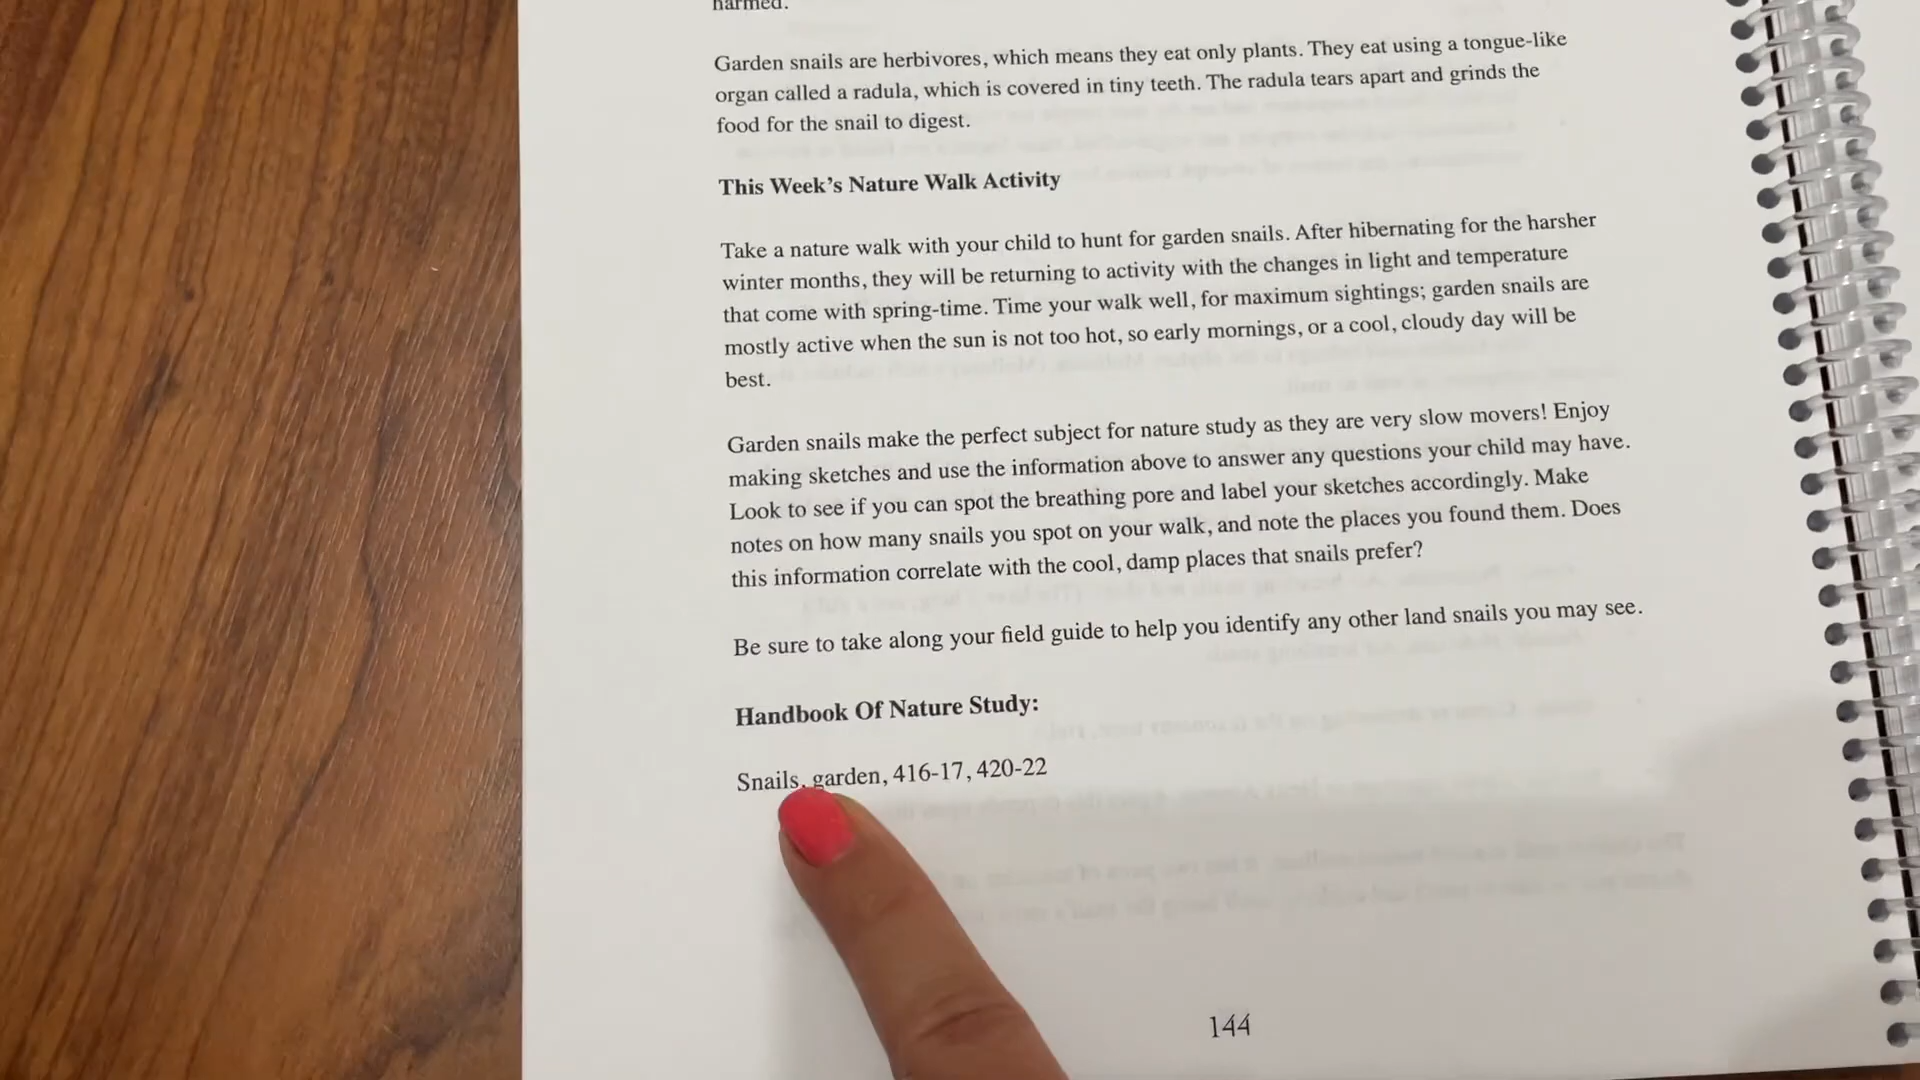 harmed.
Garden snails are herbivores, which means they eat only plants. They eat using a tongue-like
organ called a radula, which is covered in tiny teeth. The radula tears apart and grinds the
food for the snail to digest.
This Week’s Nature Walk Activity
Take a nature walk with your child to hunt for garden snails. After hibernating for the harsher
winter months, they will be returning to activity with the changes in light and temperature
that come with spring-time. Time your walk well, for maximum sightings; garden snails are
mostly active when the sun is not too hot, so early mornings, or a cool, cloudy day will be
best.
Garden snails make the perfect subject for nature study as they are very slow movers! Enjoy
making sketches and use the information above to answer any questions your child may have.
Look to see if you can spot the breathing pore and label your sketches accordingly. Make
notes on how many snails you spot on your walk, and note the places you found them. Does
this information correlate with the cool, damp places that snails prefer?
Be sure to take along your field guide to help you identify any other land snails you may see.
Handbook Of Nature Study:
Snails, garden, 416-17, 420-22
144